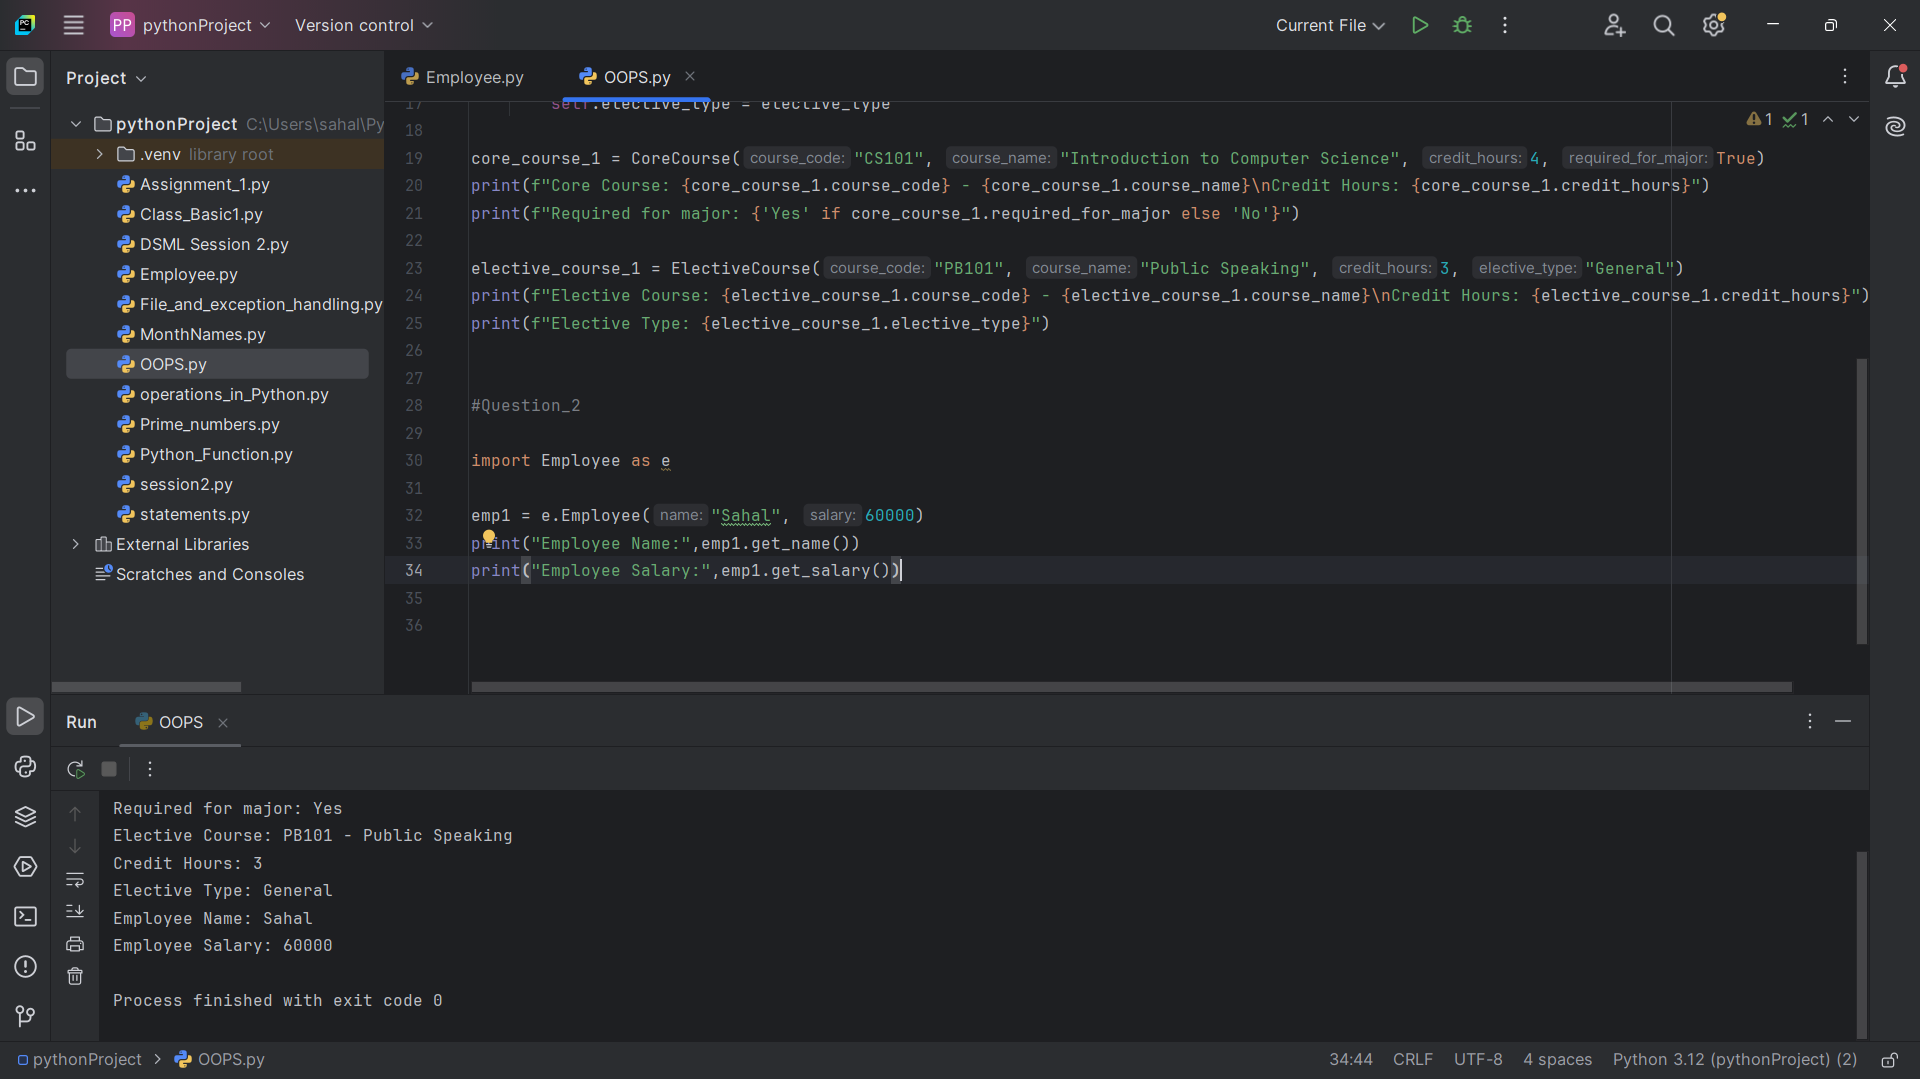 PC
PP pythonProject
Version control
Current File
Project
Employee.py
OOPS.py
pythonProject C:\Users\sahal\Py
.venv library root
Assignment_1.py
Class_Basic1.py
DSML Session 2.py
Employee.py
File_and_exception_handling.py
MonthNames.py
OOPS.py
operations_in_Python.py
Prime_numbers.py
Python_Function.py
session2.py
statements.py
External Libraries
Scratches and Consoles
1 1
17 self.elective_type = elective_type
18
19 core_course_1 = CoreCourse( course_code: "CS101", course_name: "Introduction to Computer Science", credit_hours: 4, required_for_major: True)
20 print(f"Core Course: {core_course_1.course_code} - {core_course_1.course_name}\nCredit Hours: {core_course_1.credit_hours}")
21 print(f"Required for major: {'Yes' if core_course_1.required_for_major else 'No'}")
22
23 elective_course_1 = ElectiveCourse( course_code: "PB101", course_name: "Public Speaking", credit_hours: 3, elective_type: "General")
24 print(f"Elective Course: {elective_course_1.course_code} - {elective_course_1.course_name}\nCredit Hours: {elective_course_1.credit_hours}")
25 print(f"Elective Type: {elective_course_1.elective_type}")
26
27
28 #Question_2
29
30 import Employee as e
31
32 emp1 = e.Employee( name: "Sahal", salary: 60000)
33 print("Employee Name:",emp1.get_name())
34 print("Employee Salary:",emp1.get_salary())
35
36
Run
OOPS
Required for major: Yes
Elective Course: PB101 - Public Speaking
Credit Hours: 3
Elective Type: General
Employee Name: Sahal
Employee Salary: 60000
Process finished with exit code 0
pythonProject > OOPS.py
34:44 CRLF UTF-8 4 spaces Python 3.12 (pythonProject) (2)